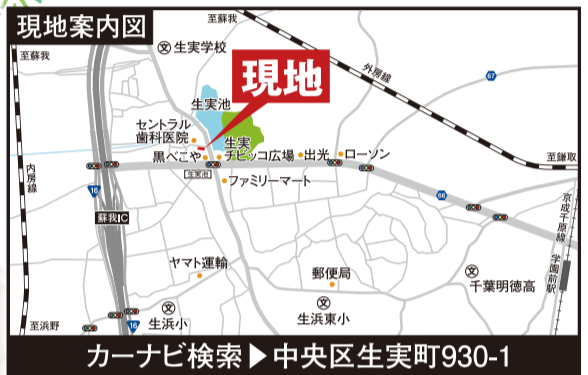 現地案内図
至蘇我
文 生実学校
至蘇我
外房線
67
現地
生実池
セントラル
歯科医院
生実
チビッコ広場
出光
ローソン
至鎌取
黒べこや
生実池
ファミリーマート
内房線
16
66
蘇我IC
京成千原線
学園前駅
ヤマト運輸
郵便局
文
千葉明徳高
文
生浜小
文
生浜東小
至浜野
16
カーナビ検索▶中央区生実町930-1